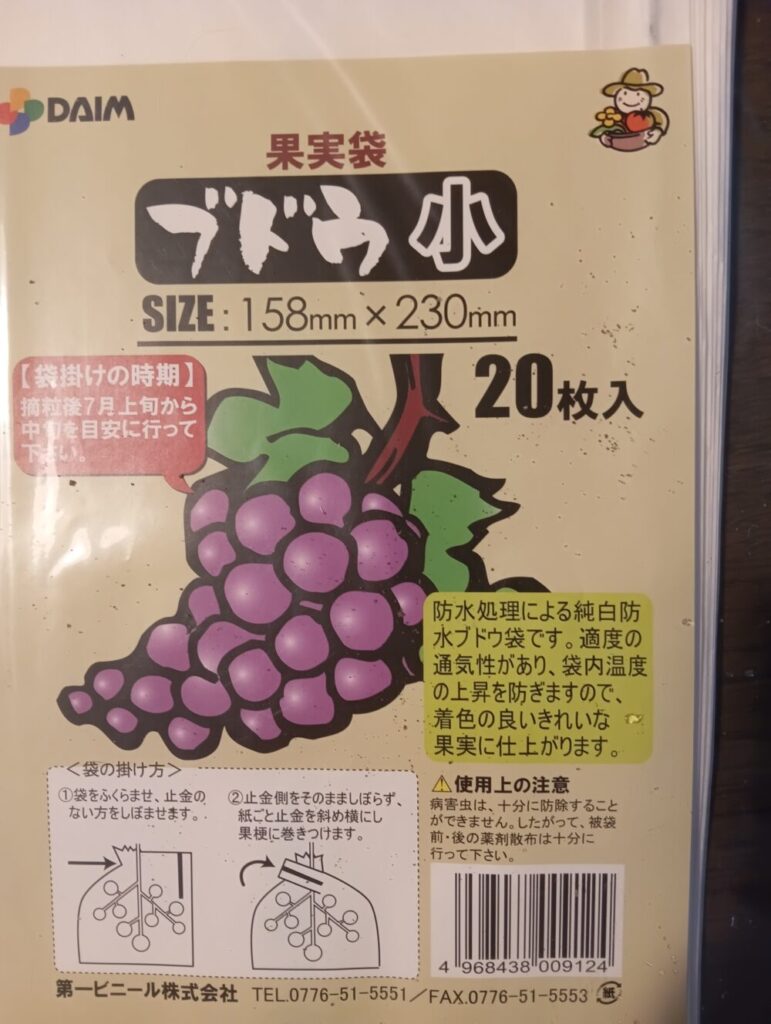 DAIM
果実袋
ブドウ 小
SIZE : 158mm × 230mm
20枚入
【袋掛けの時期】
摘粒後7月上旬から
中旬を目安に行って
下さい。
防水処理による純白防
水ブドウ袋です。適度の
通気性があり、袋内温度
の上昇を防ぎますので、
着色の良いきれいな
果実に仕上がります。
＜袋の掛け方＞
①袋をふくらませ、止金の
ない方をしぼませます。
②止金側をそのまましぼらず、
紙ごと止金を斜め横にし
果梗に巻きつけます。
⚠使用上の注意
病害虫は、十分に防除すること
ができません。したがって、被袋
前・後の薬剤散布は十分に
行って下さい。
4 968438 009124
第一ビニール株式会社 TEL.0776-51-5551／FAX.0776-51-5553 紙